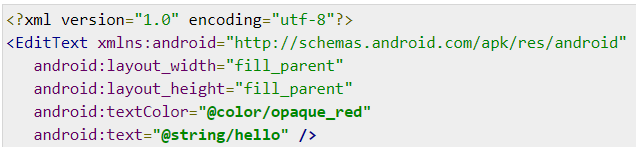 <?xml version="1.0" encoding="utf-8"?>
<EditText xmlns:android="http://schemas.android.com/apk/res/android"
android:layout_width="fill_parent"
android:layout_height="fill_parent"
android:textColor="@color/opaque_red"
android:text="@string/hello" />